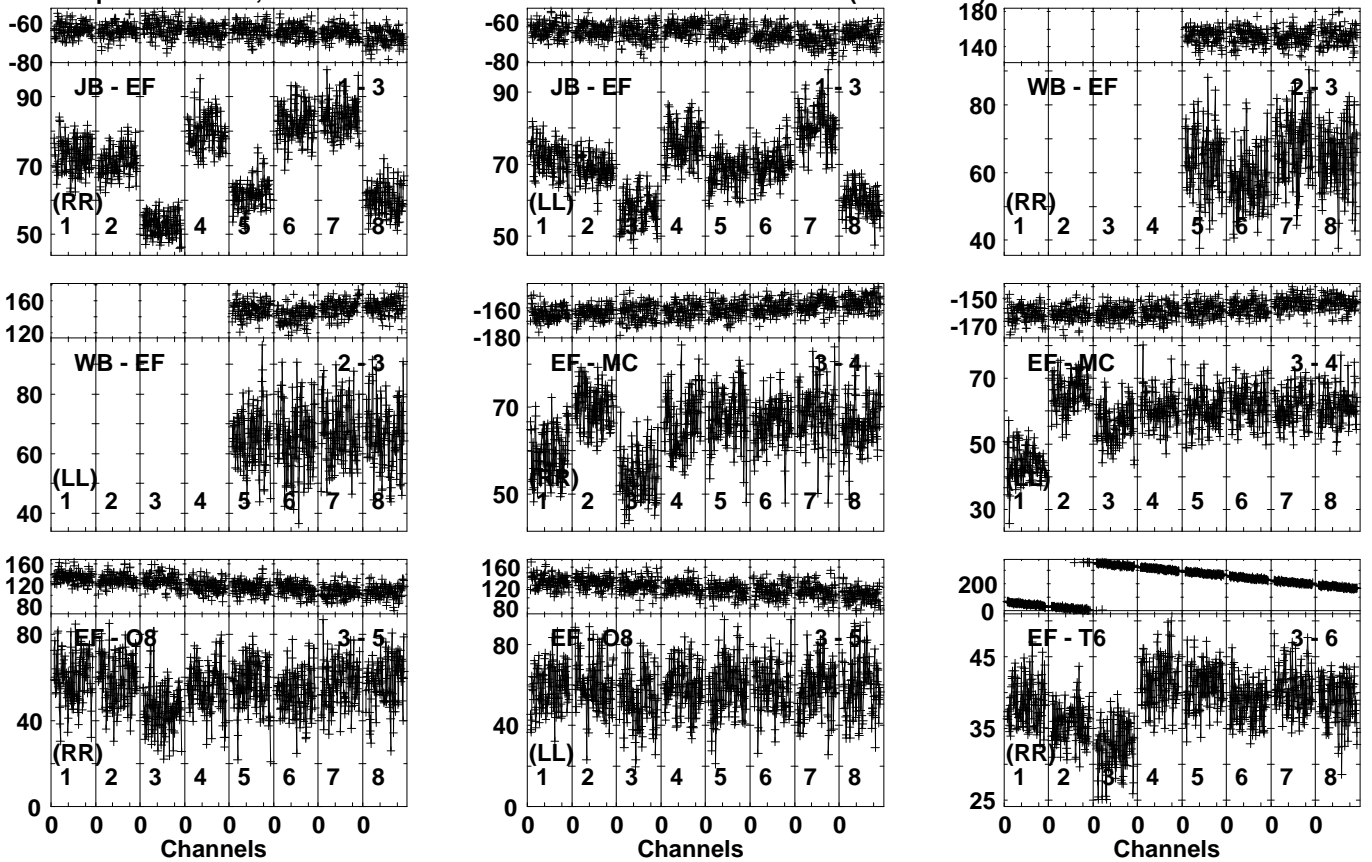 -60
-80
JB - EF
1 - 3
90
70
50
(RR)
1 2 3 4 5 6 7 8
-60
-80
JB - EF
1 - 3
90
70
50
(LL)
1 2 3 4 5 6 7 8
180
140
WB - EF
2 - 3
80
60
40
(RR)
1 2 3 4 5 6 7 8
160
120
WB - EF
2 - 3
80
60
40
(LL)
1 2 3 4 5 6 7 8
-160
-180
EF - MC
3 - 4
70
50
(RR)
1 2 3 4 5 6 7 8
-150
-170
EF - MC
3 - 4
70
50
30
(LL)
1 2 3 4 5 6 7 8
160
120
80
EF - O8
3 - 5
80
40
0
(RR)
1 2 3 4 5 6 7 8
0 0 0 0 0 0 0 0
Channels
160
120
80
EF - O8
3 - 5
80
40
0
(LL)
1 2 3 4 5 6 7 8
0 0 0 0 0 0 0 0
Channels
200
0
EF - T6
3 - 6
45
35
25
(RR)
1 2 3 4 5 6 7 8
0 0 0 0 0 0 0 0
Channels